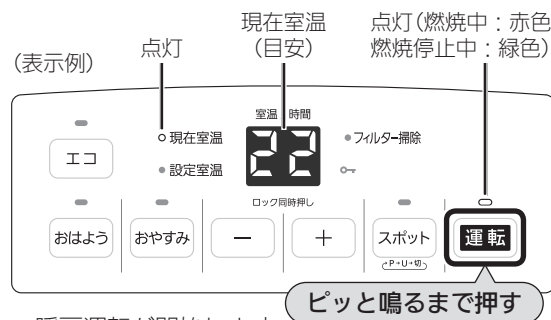 現在室温
(目安)
点灯(燃焼中：赤色
燃焼停止中：緑色)
(表示例)
点灯
室温 時間
現在室温
22
フィルター掃除
エコ
設定室温
ロック同時押し
おはよう
おやすみ
－
＋
スポット
運転
P→U→切
ピッと鳴るまで押す